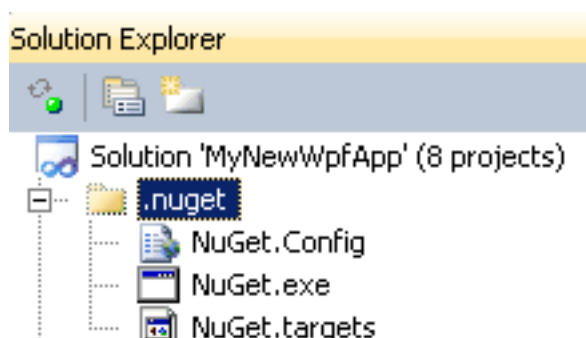 Solution Explorer
Solution 'MyNewWpfApp' (8 projects)
.nuget
NuGet.Config
NuGet.exe
NuGet.targets